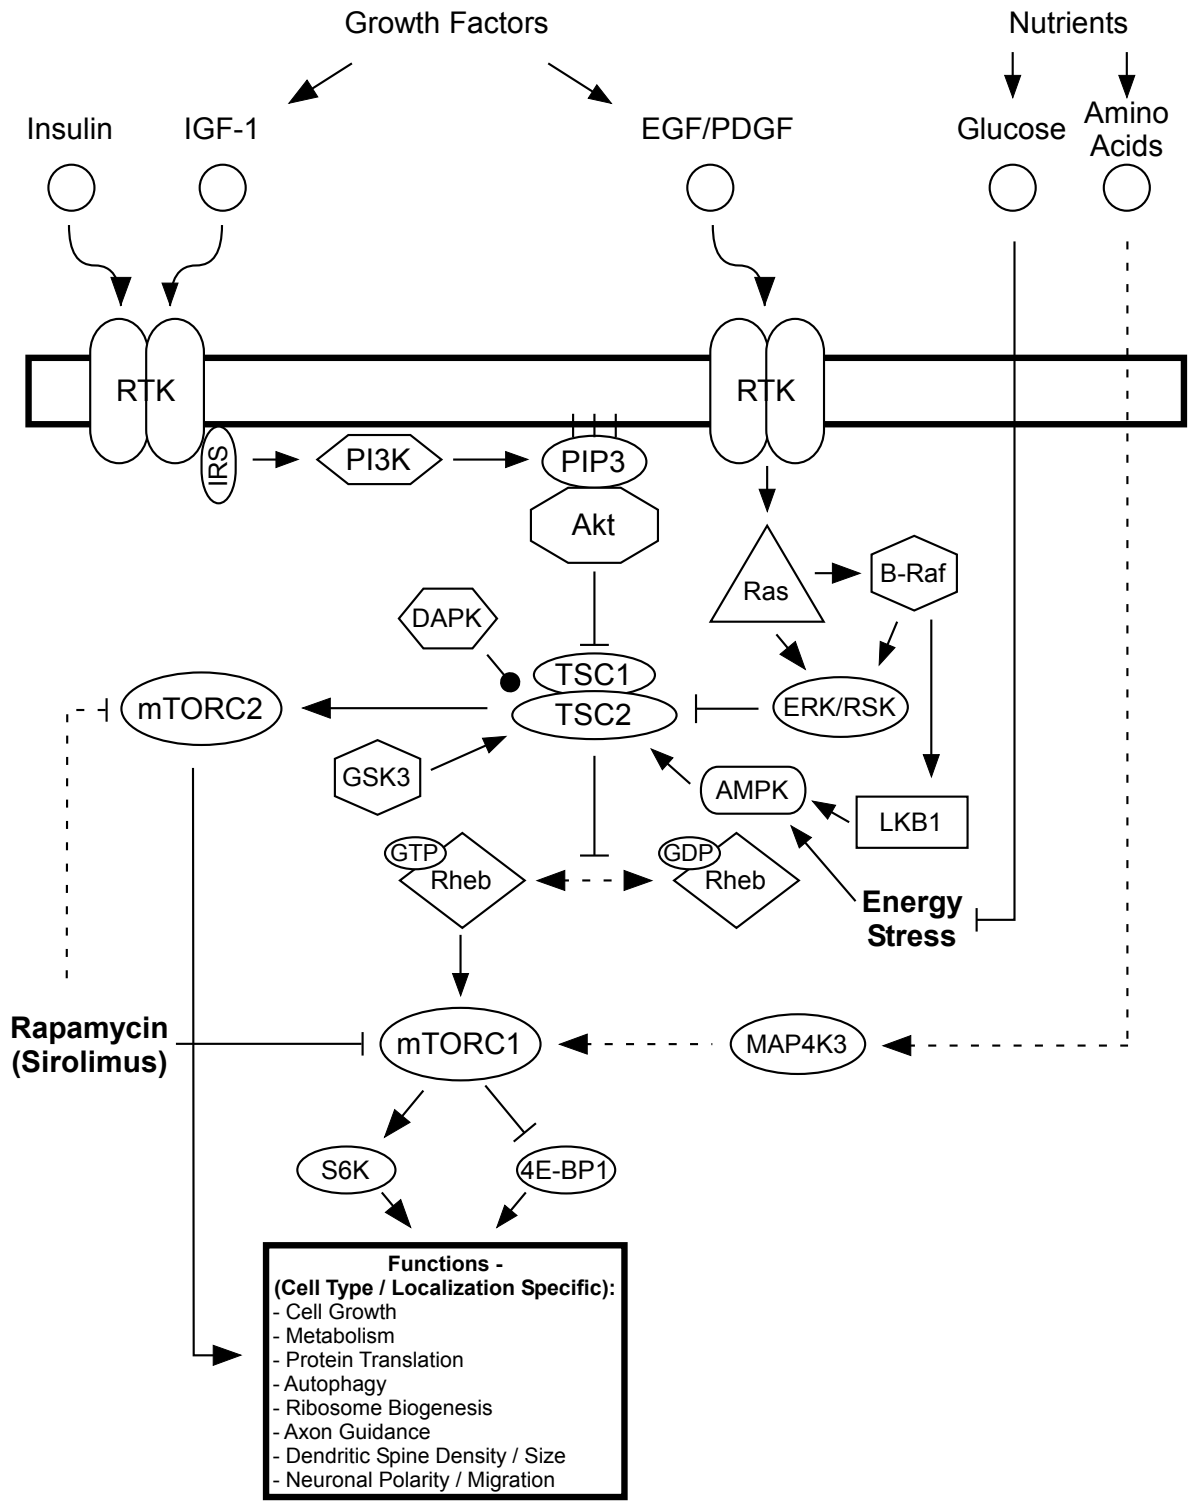 Growth Factors
Nutrients
Insulin
IGF-1
EGF/PDGF
Glucose
Amino
Acids
RTK
RTK
IRS
PI3K
PIP3
Akt
Ras
B-Raf
DAPK
TSC1
TSC2
mTORC2
ERK/RSK
GSK3
AMPK
LKB1
GTP
Rheb
GDP
Rheb
Energy
Stress
Rapamycin
(Sirolimus)
mTORC1
MAP4K3
S6K
4E-BP1
Functions -
(Cell Type / Localization Specific):
- Cell Growth
- Metabolism
- Protein Translation
- Autophagy
- Ribosome Biogenesis
- Axon Guidance
- Dendritic Spine Density / Size
- Neuronal Polarity / Migration